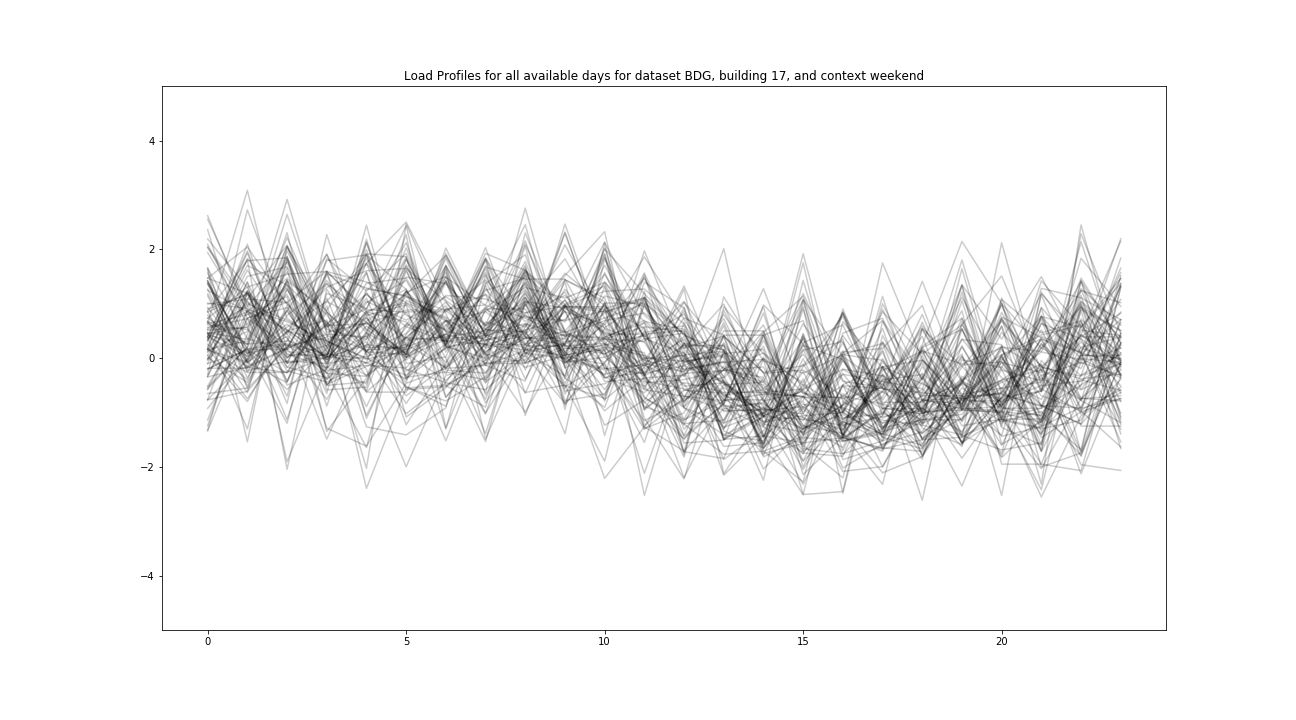 Load Profiles for all available days for dataset BDG, building 17, and context weekend
4
2
0
−2
−4
0 5 10 15 20